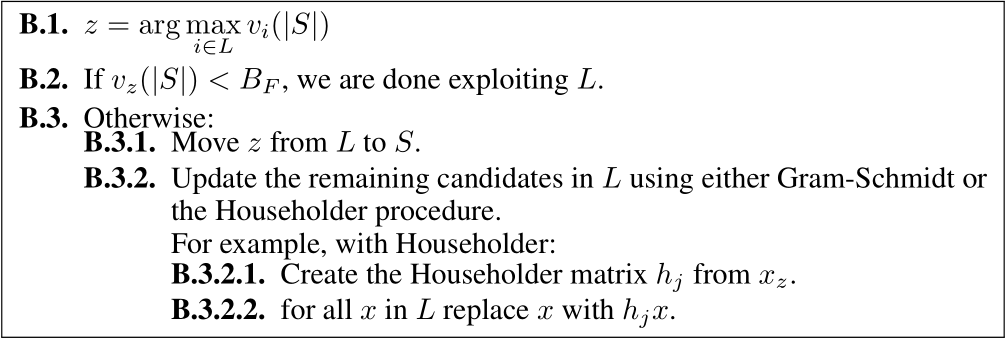 B.1. z = arg max_{i∈L} v_i(|S|)
B.2. If v_z(|S|) < B_F, we are done exploiting L.
B.3. Otherwise:
B.3.1. Move z from L to S.
B.3.2. Update the remaining candidates in L using either Gram-Schmidt or
the Householder procedure.
For example, with Householder:
B.3.2.1. Create the Householder matrix h_j from x_z.
B.3.2.2. for all x in L replace x with h_j x.